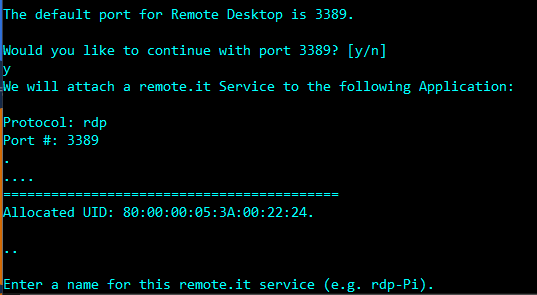 The default port for Remote Desktop is 3389.
Would you like to continue with port 3389? [y/n]
y
We will attach a remote.it Service to the following Application:
Protocol: rdp
Port #: 3389
.
....
==========================================
Allocated UID: 80:00:00:05:3A:00:22:24.
..
Enter a name for this remote.it service (e.g. rdp-Pi).